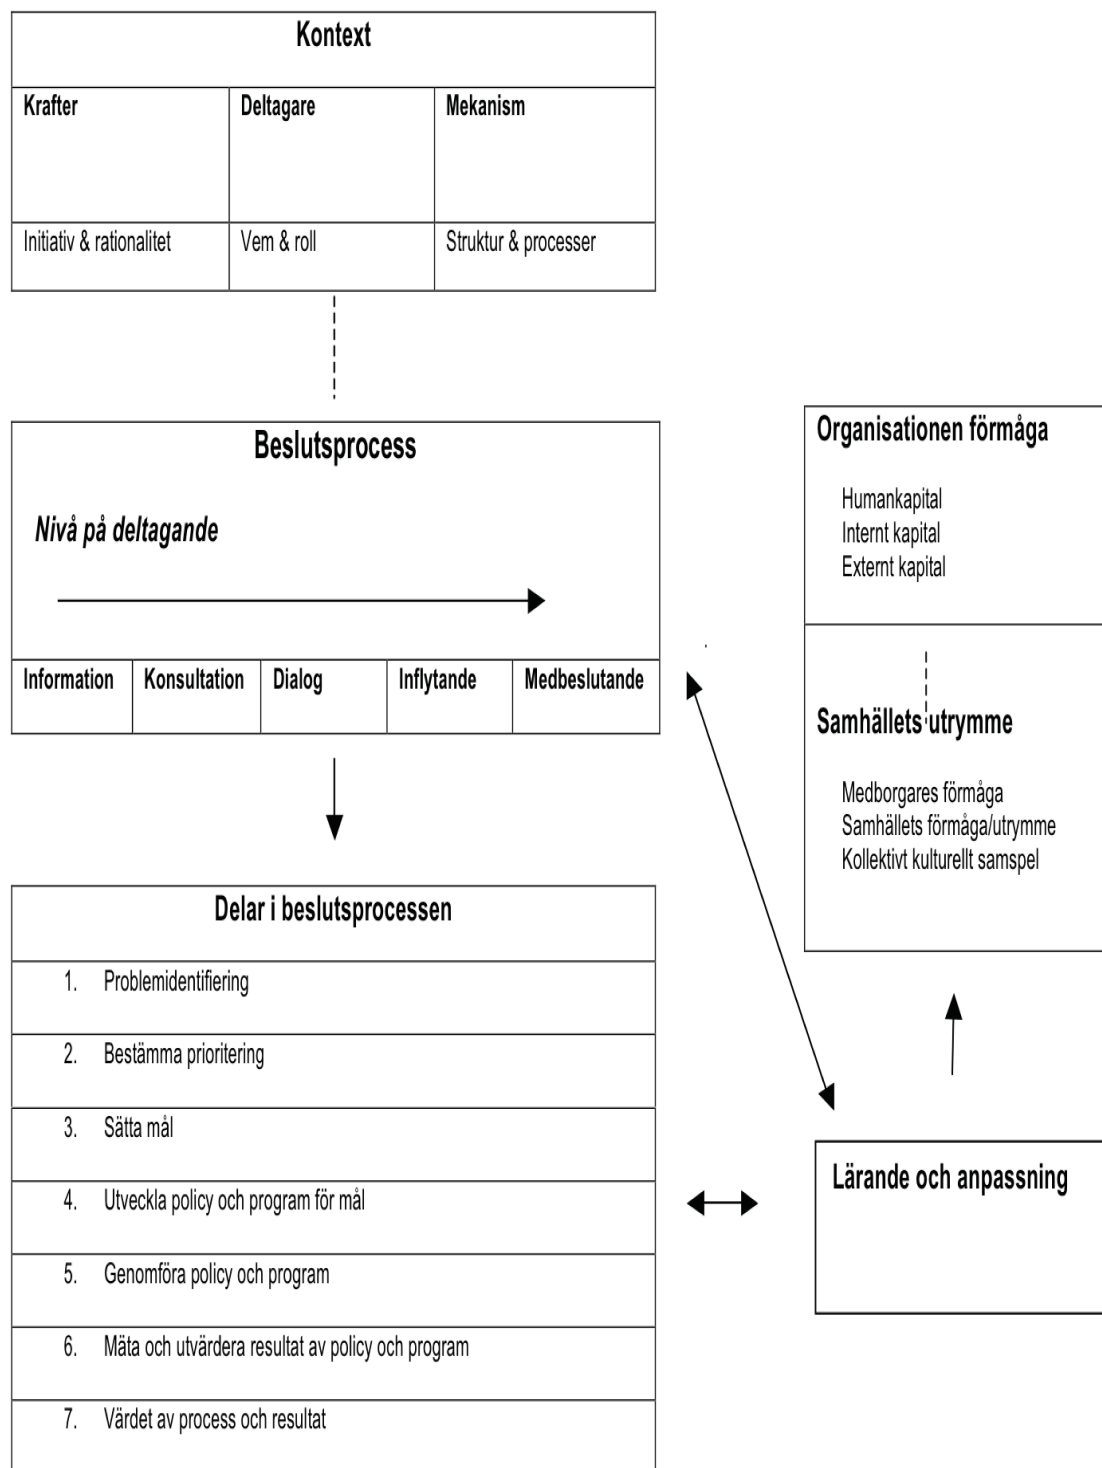 Kontext
Krafter
Deltagare
Mekanism
Initiativ & rationalitet
Vem & roll
Struktur & processer
Beslutsprocess
Nivå på deltagande
Information
Konsultation
Dialog
Inflytande
Medbeslutande
Organisationen förmåga
Humankapital
Internt kapital
Externt kapital
Samhällets utrymme
Medborgares förmåga
Samhällets förmåga/utrymme
Kollektivt kulturellt samspel
Delar i beslutsprocessen
1. Problemidentifiering
2. Bestämma prioritering
3. Sätta mål
4. Utveckla policy och program för mål
5. Genomföra policy och program
6. Mäta och utvärdera resultat av policy och program
7. Värdet av process och resultat
Lärande och anpassning